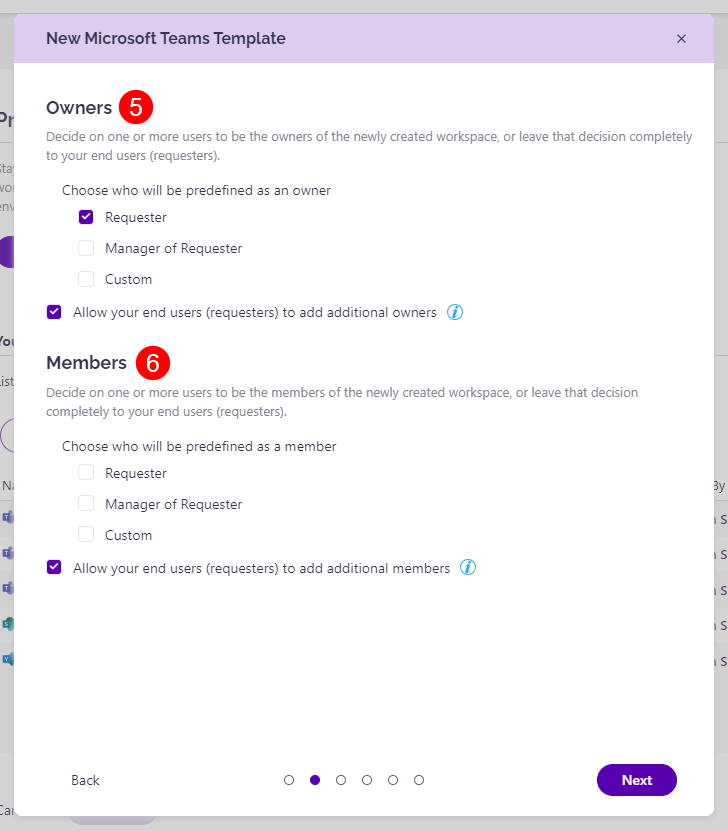 New Microsoft Teams Template
×
Owners 5
Decide on one or more users to be the owners of the newly created workspace, or leave that decision completely
to your end users (requesters).
Choose who will be predefined as an owner
Requester
Manager of Requester
Custom
Allow your end users (requesters) to add additional owners i
Members 6
Decide on one or more users to be the members of the newly created workspace, or leave that decision
completely to your end users (requesters).
Choose who will be predefined as a member
Requester
Manager of Requester
Custom
Allow your end users (requesters) to add additional members i
By
Back
Next